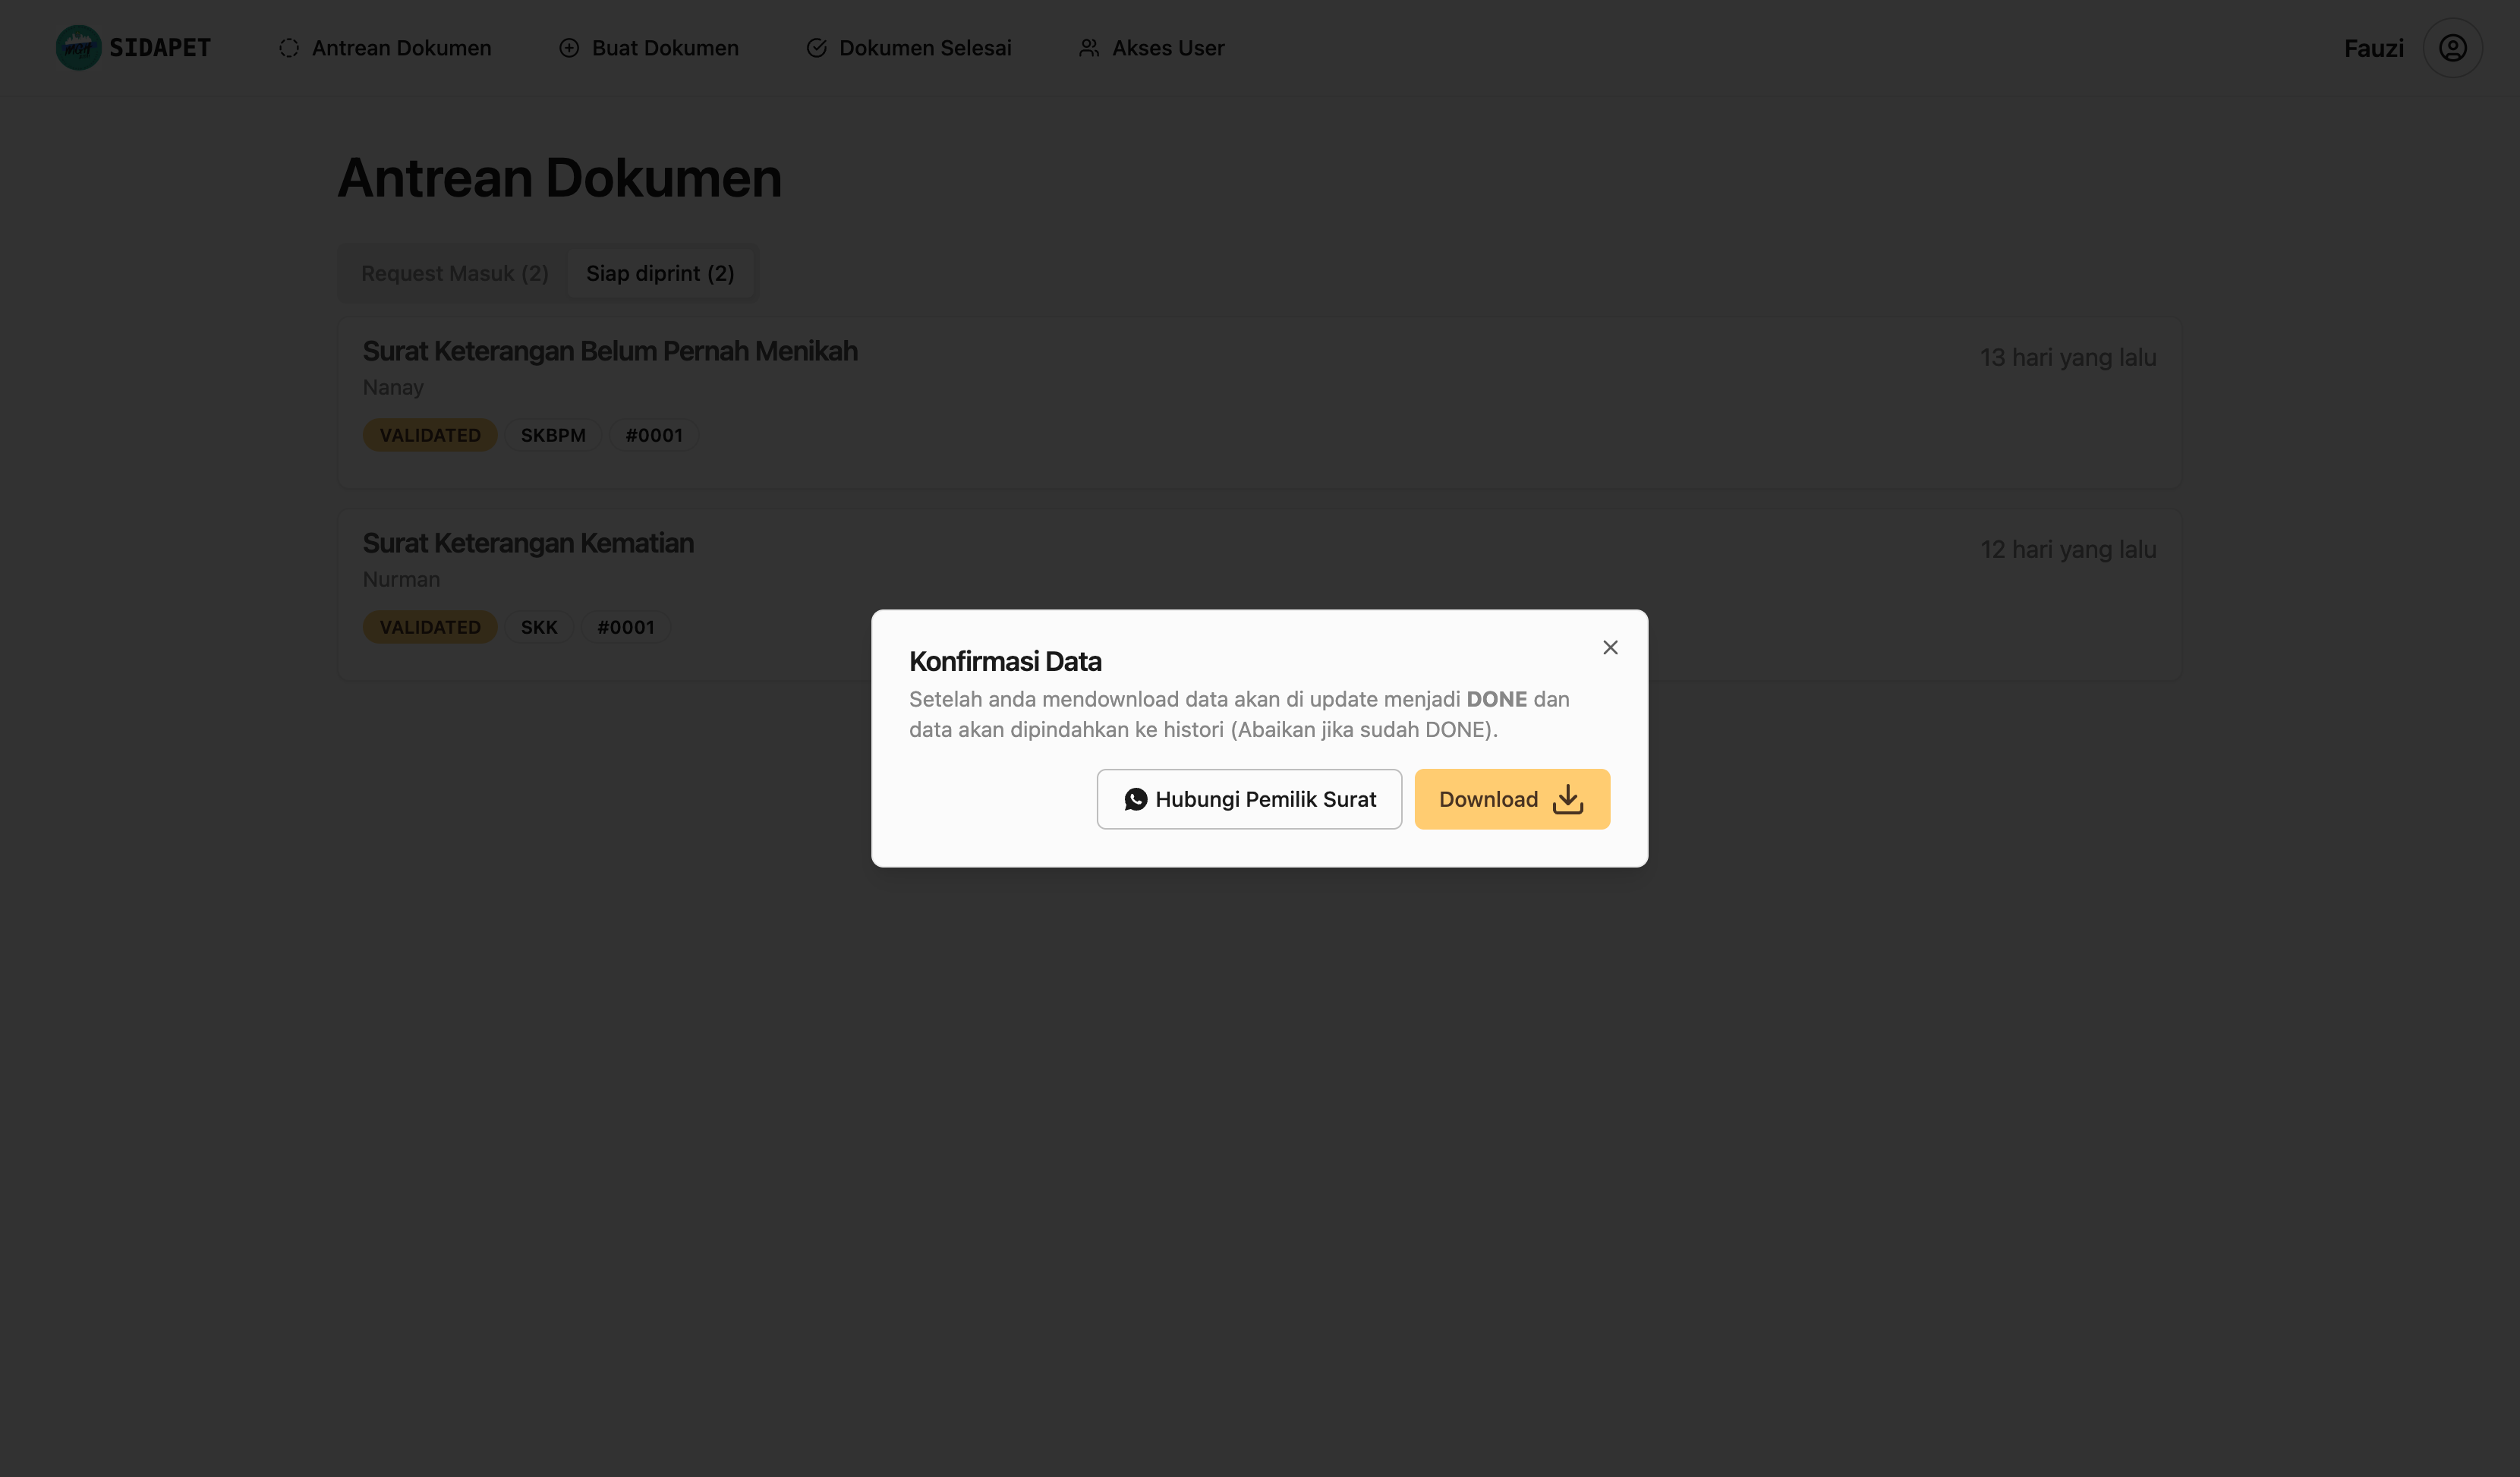 SIDAPET
Antrean Dokumen
Buat Dokumen
Dokumen Selesai
Akses User
Fauzi
Antrean Dokumen
Request Masuk (2)
Siap diprint (2)
Surat Keterangan Belum Pernah Menikah
13 hari yang lalu
Nanay
VALIDATED
SKBPM
#0001
Surat Keterangan Kematian
12 hari yang lalu
Nurman
VALIDATED
SKK
#0001
Konfirmasi Data
Setelah anda mendownload data akan di update menjadi DONE dan
data akan dipindahkan ke histori (Abaikan jika sudah DONE).
Hubungi Pemilik Surat
Download